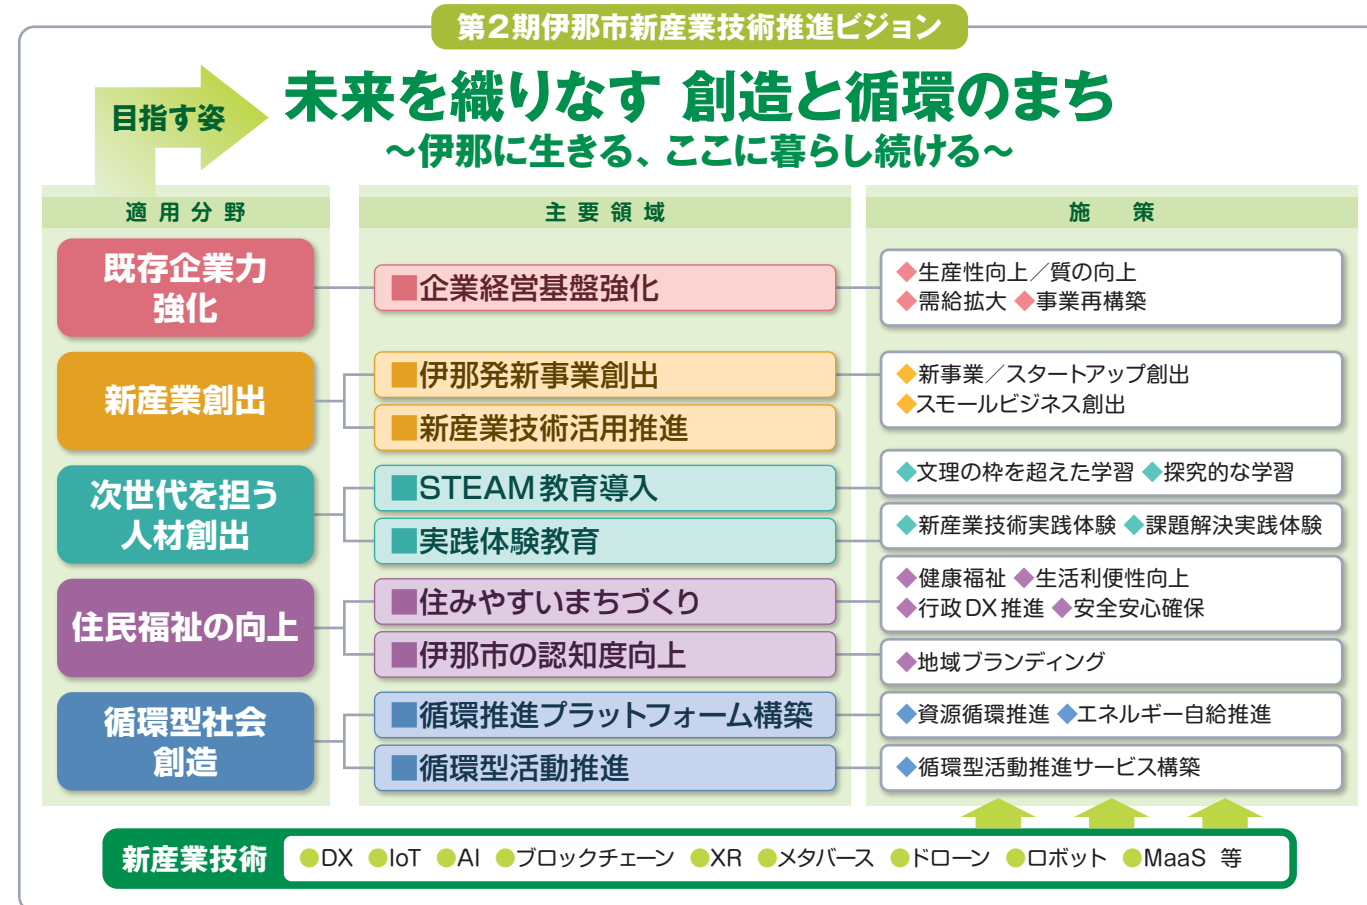 第2期伊那市新産業技術推進ビジョン
目指す姿
未来を織りなす 創造と循環のまち
～伊那に生きる、ここに暮らし続ける～
適用分野
主要領域
施策
既存企業力
強化
■企業経営基盤強化
◆生産性向上／質の向上
◆需給拡大 ◆事業再構築
新産業創出
■伊那発新事業創出
■新産業技術活用推進
◆新事業／スタートアップ創出
◆スモールビジネス創出
次世代を担う
人材創出
■STEAM教育導入
■実践体験教育
◆文理の枠を超えた学習 ◆探究的な学習
◆新産業技術実践体験 ◆課題解決実践体験
住民福祉の向上
■住みやすいまちづくり
■伊那市の認知度向上
◆健康福祉 ◆生活利便性向上
◆行政DX推進 ◆安全安心確保
◆地域ブランディング
循環型社会
創造
■循環推進プラットフォーム構築
■循環型活動推進
◆資源循環推進 ◆エネルギー自給推進
◆循環型活動推進サービス構築
新産業技術
●DX ●IoT ●AI ●ブロックチェーン ●XR ●メタバース ●ドローン ●ロボット ●MaaS 等